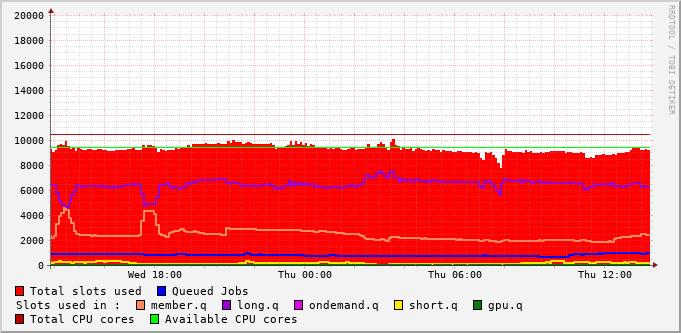 20000
18000
16000
14000
12000
10000
8000
6000
4000
2000
0
Wed 18:00 Thu 00:00 Thu 06:00 Thu 12:00
Total slots used Queued Jobs
Slots used in : member.q long.q ondemand.q short.q gpu.q
Total CPU cores Available CPU cores
RRDTOOL / TOBI OETIKER